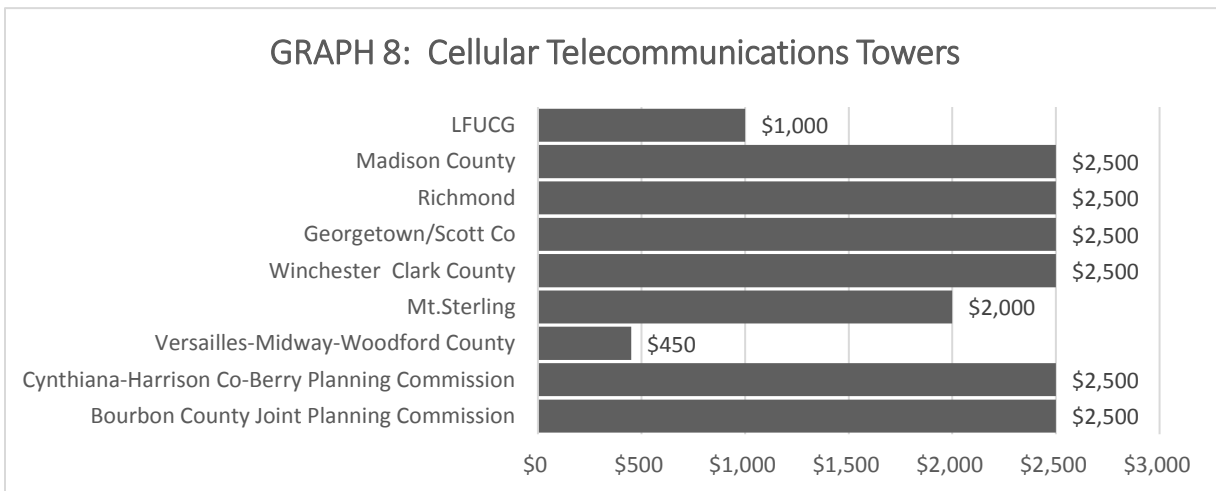 GRAPH 8: Cellular Telecommunications Towers
LFUCG $1,000
Madison County $2,500
Richmond $2,500
Georgetown/Scott Co $2,500
Winchester Clark County $2,500
Mt.Sterling $2,000
Versailles-Midway-Woodford County $450
Cynthiana-Harrison Co-Berry Planning Commission $2,500
Bourbon County Joint Planning Commission $2,500
$0 $500 $1,000 $1,500 $2,000 $2,500 $3,000